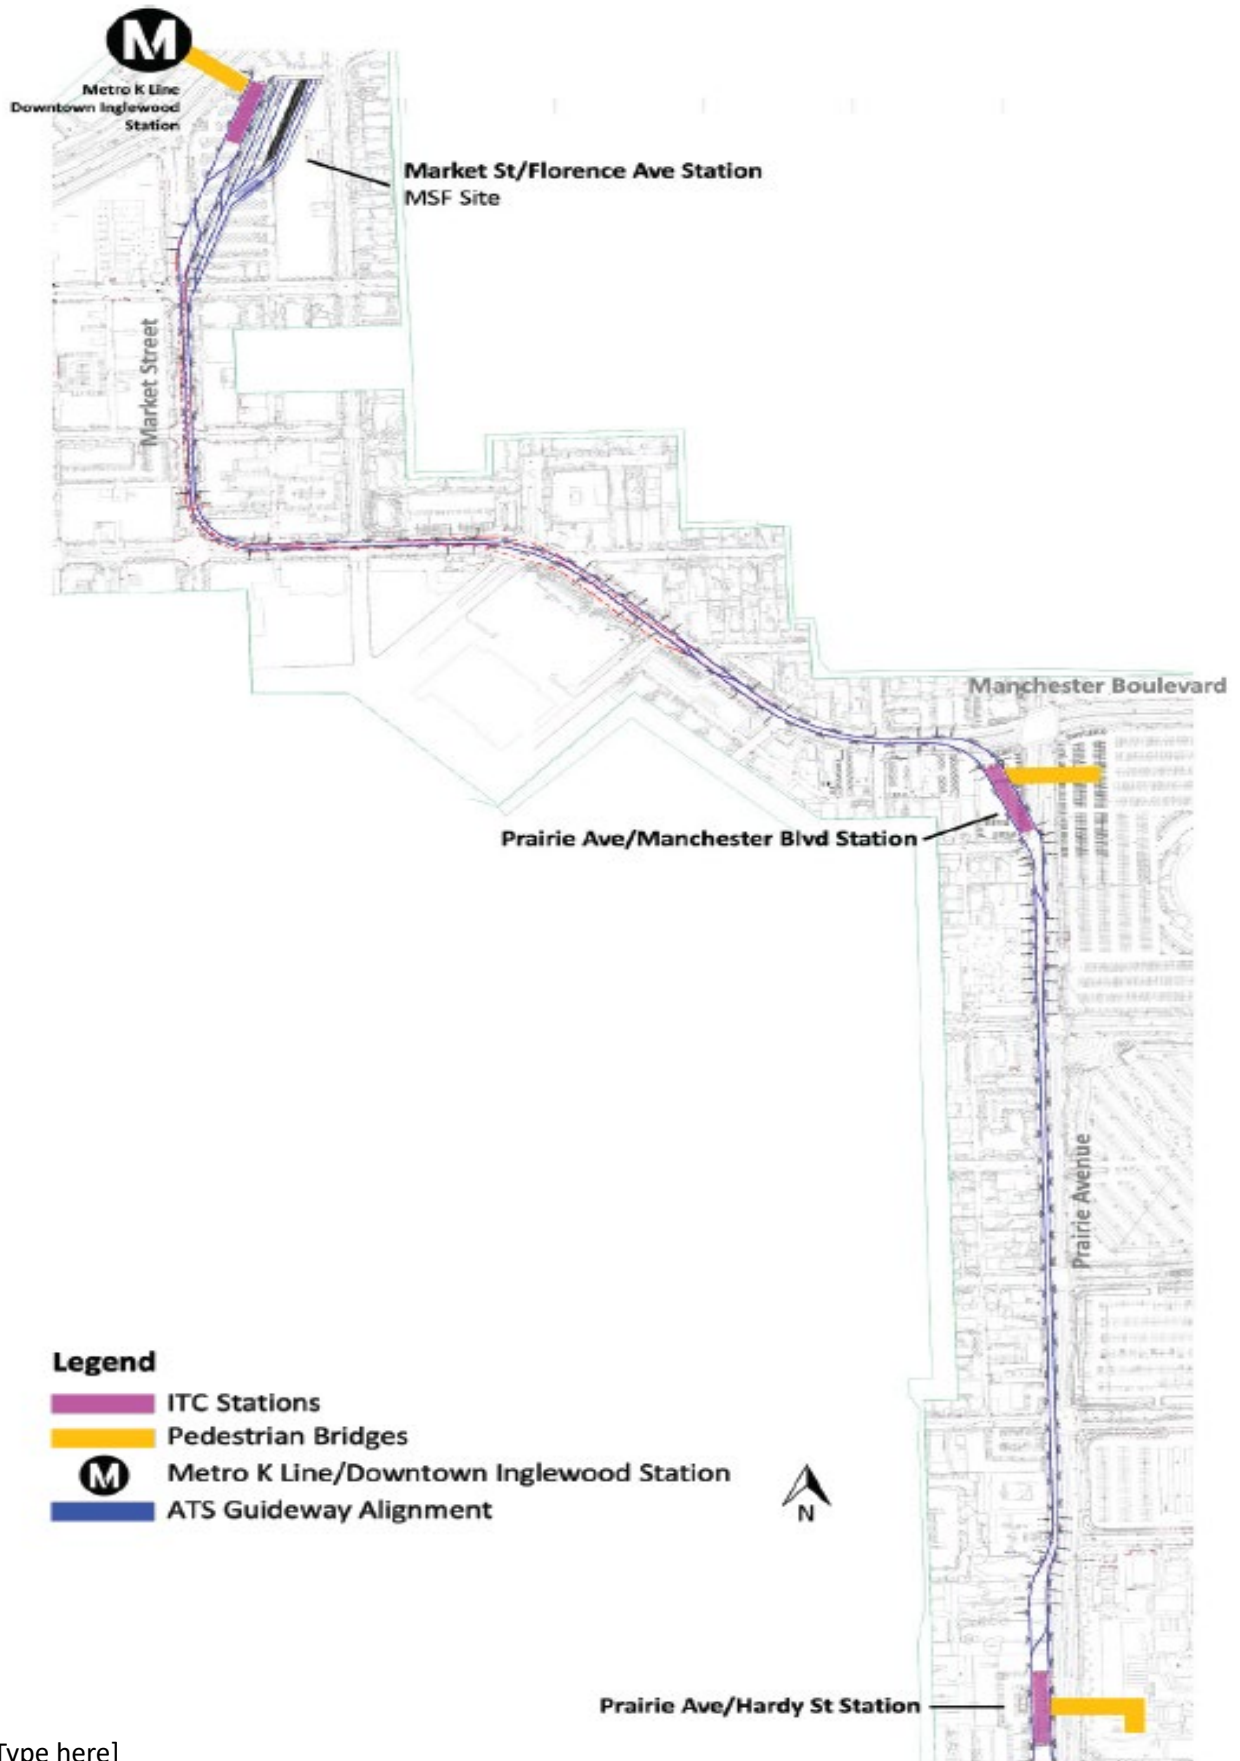 M
Metro K Line
Downtown Inglewood
Station
Market St/Florence Ave Station
MSF Site
Market Street
Manchester Boulevard
Prairie Ave/Manchester Blvd Station
Prairie Avenue
Legend
ITC Stations
Pedestrian Bridges
M Metro K Line/Downtown Inglewood Station
ATS Guideway Alignment
N
Prairie Ave/Hardy St Station
Type here]